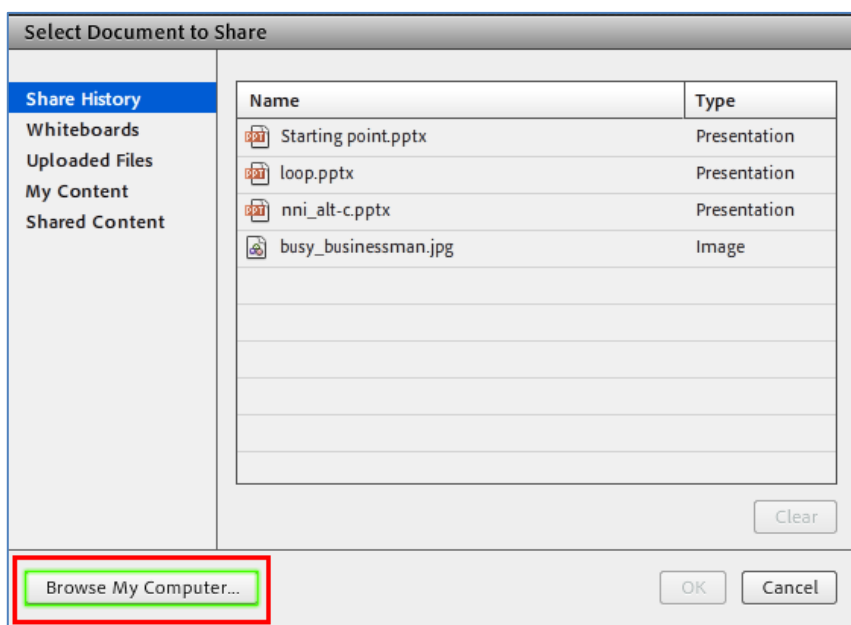 Select Document to Share
Share History
Whiteboards
Uploaded Files
My Content
Shared Content
Name Type
Starting point.pptx Presentation
loop.pptx Presentation
nni_alt-c.pptx Presentation
busy_businessman.jpg Image
Clear
Browse My Computer... OK Cancel